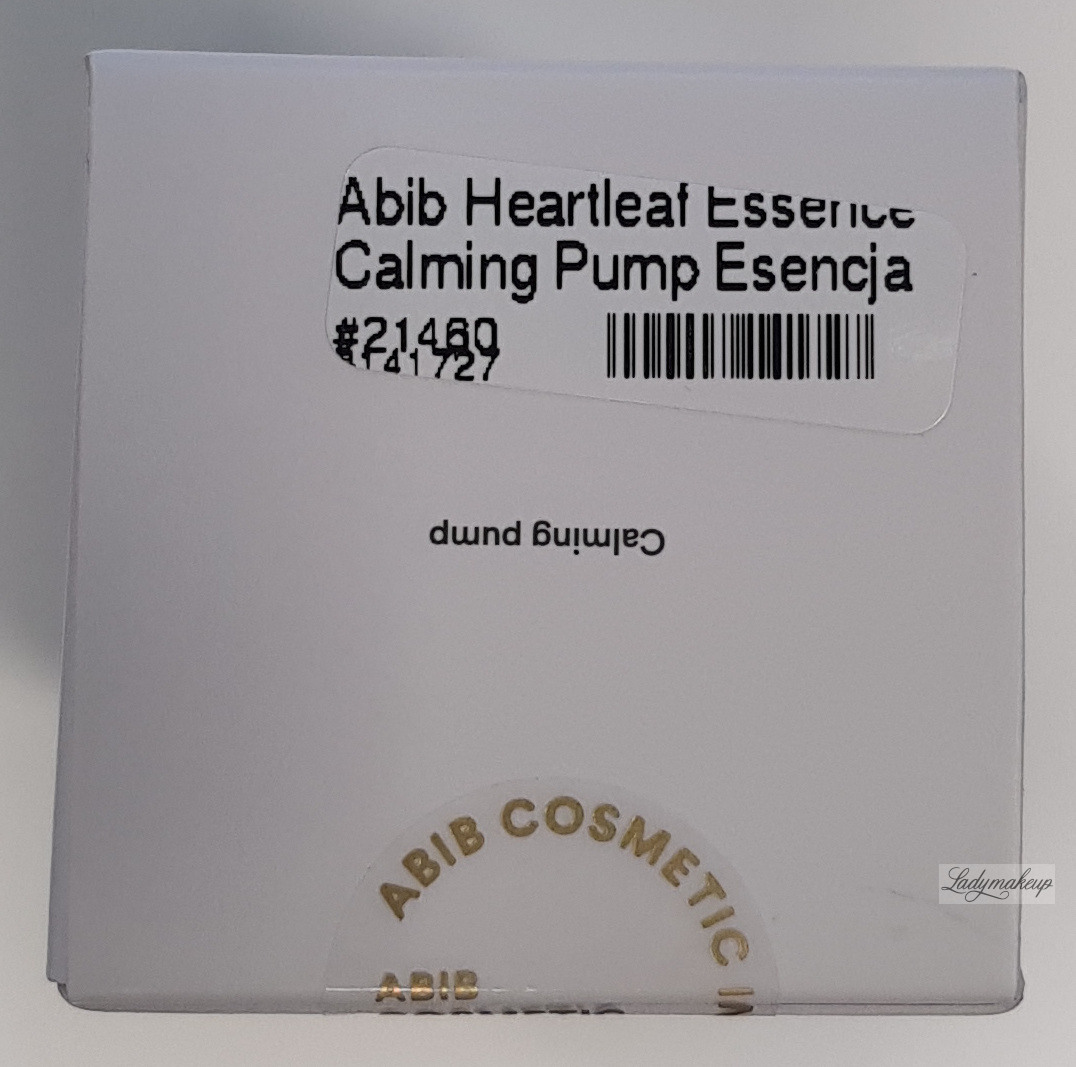 Abib Heartleaf Essence
Calming Pump Esencja
#21460
Calming pump
ABIB COSMETIC
ABIB
Ladymakeup